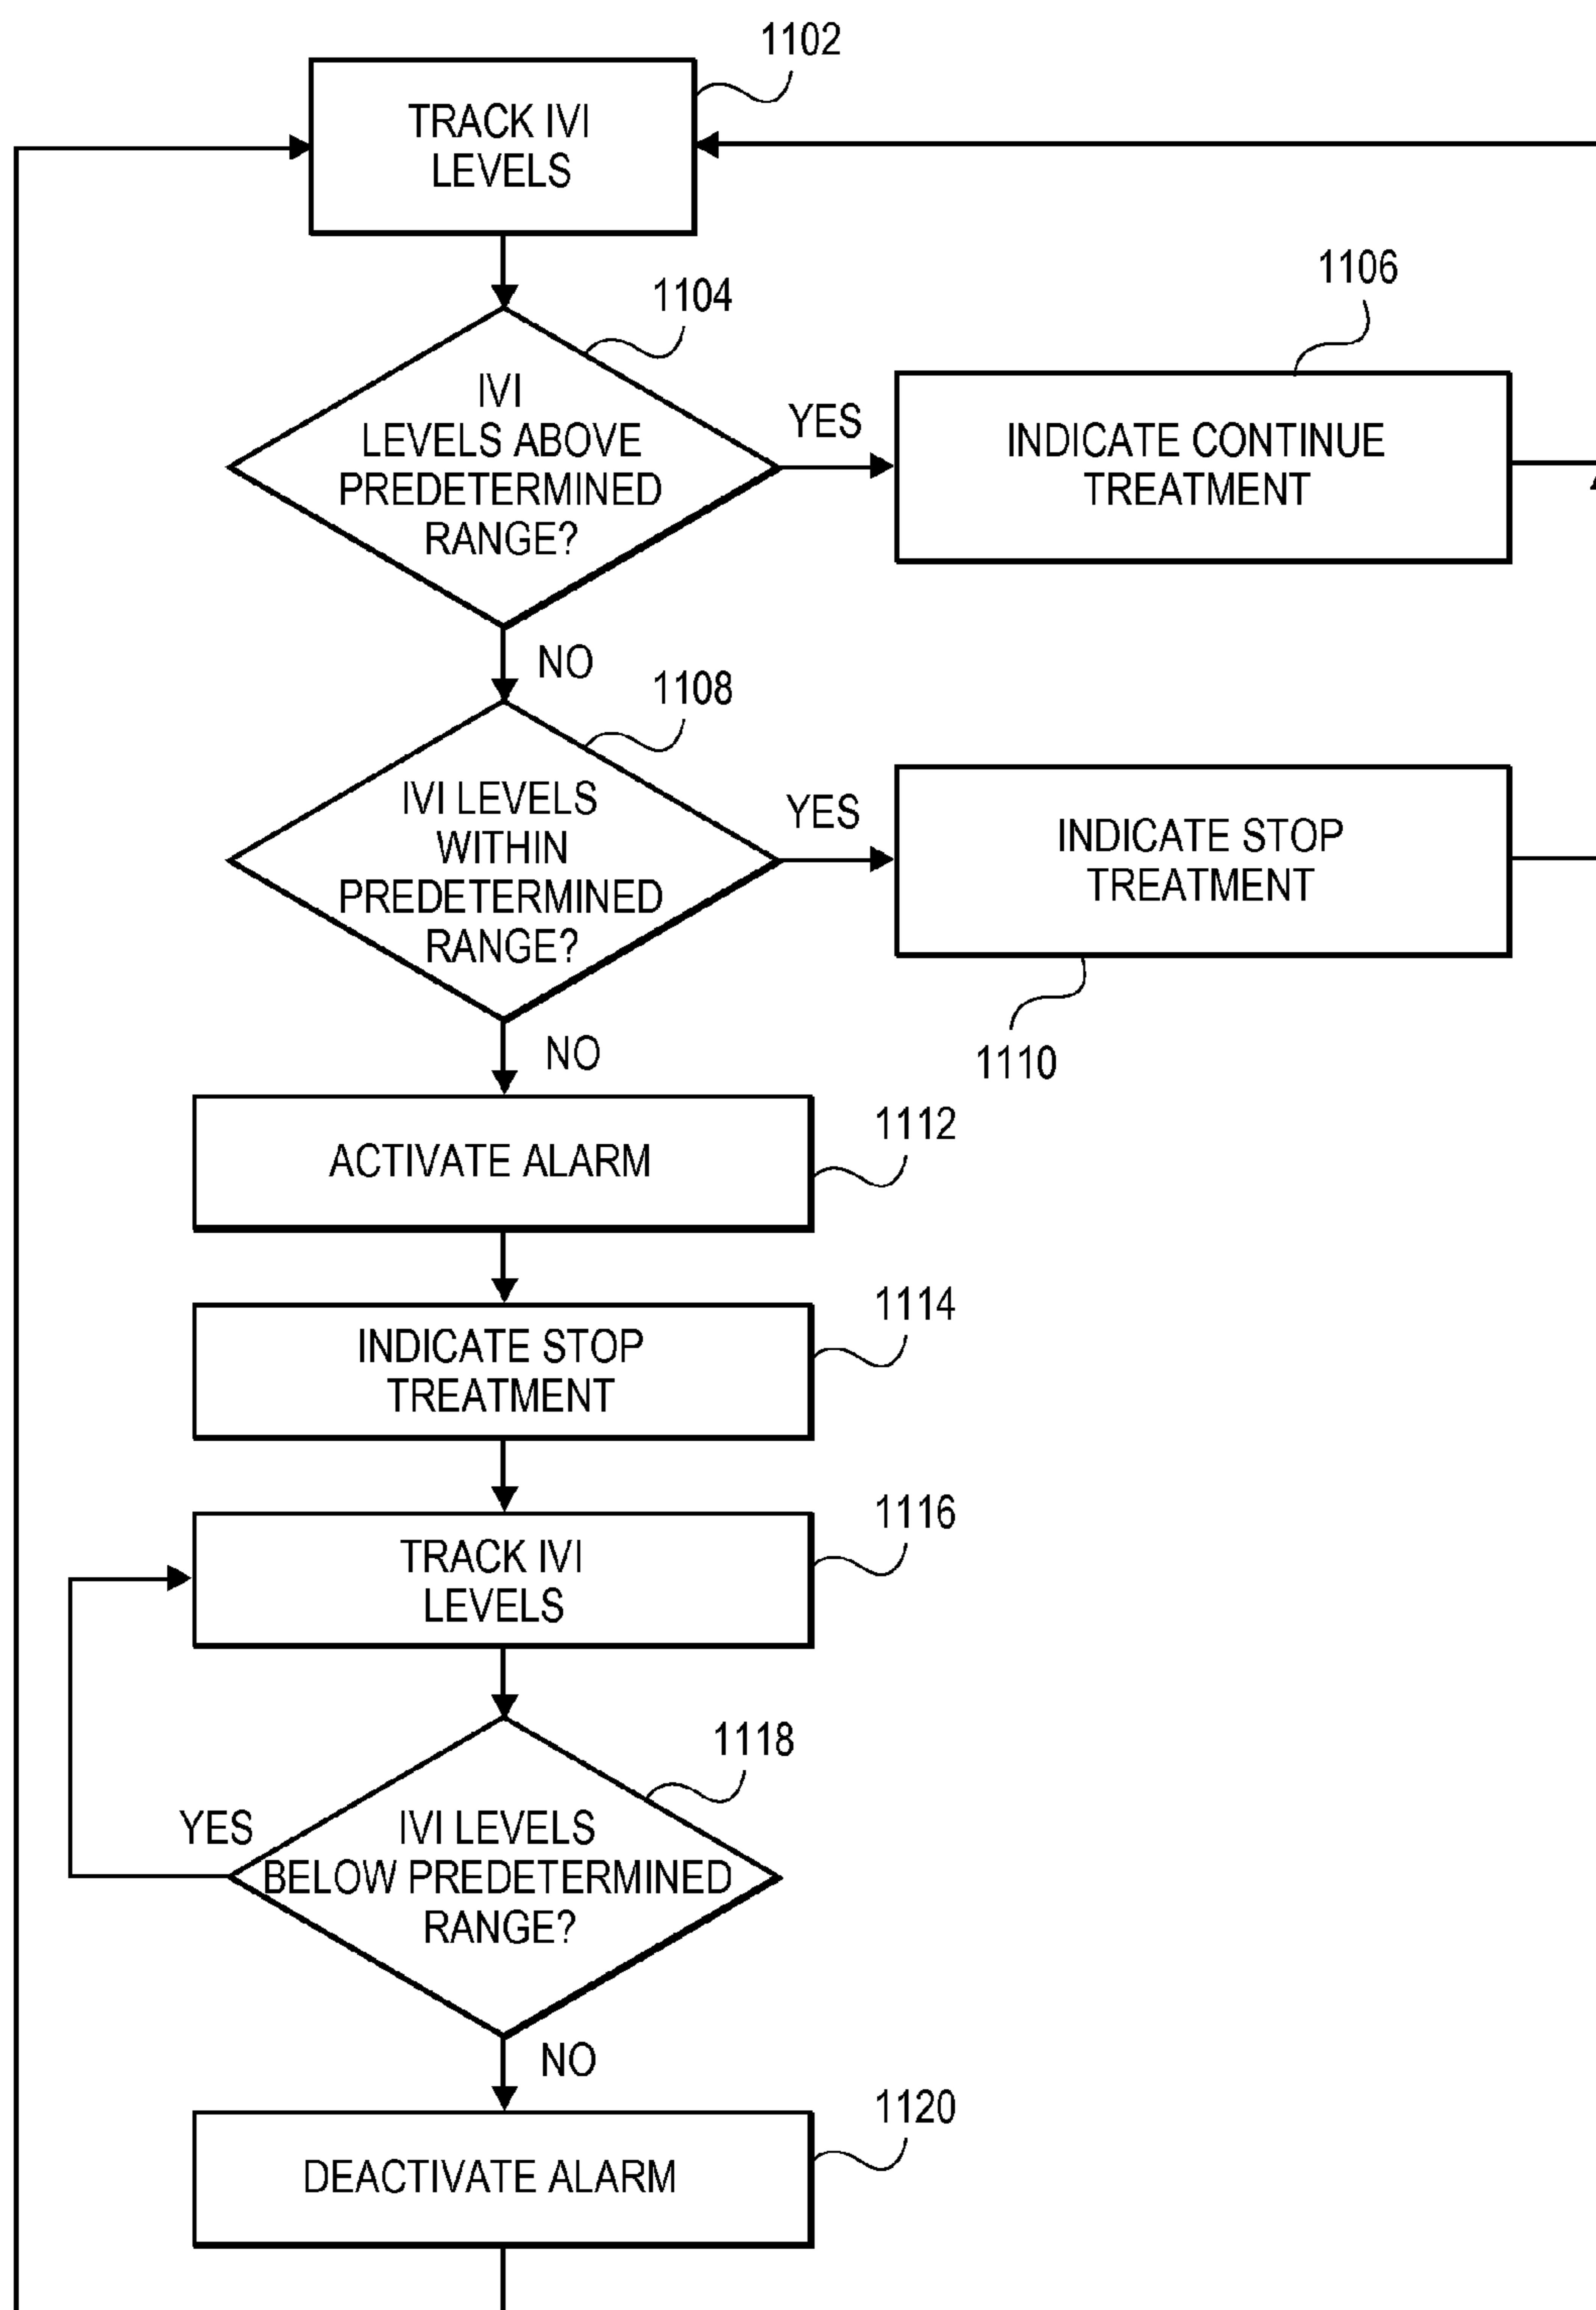 1102
TRACK IVI
LEVELS
1104
1106
IVI
LEVELS ABOVE
PREDETERMINED
RANGE?
YES
INDICATE CONTINUE
TREATMENT
NO
1108
IVI LEVELS
WITHIN
PREDETERMINED
RANGE?
YES
INDICATE STOP
TREATMENT
1110
NO
1112
ACTIVATE ALARM
1114
INDICATE STOP
TREATMENT
1116
TRACK IVI
LEVELS
1118
YES
IVI LEVELS
BELOW PREDETERMINED
RANGE?
NO
1120
DEACTIVATE ALARM